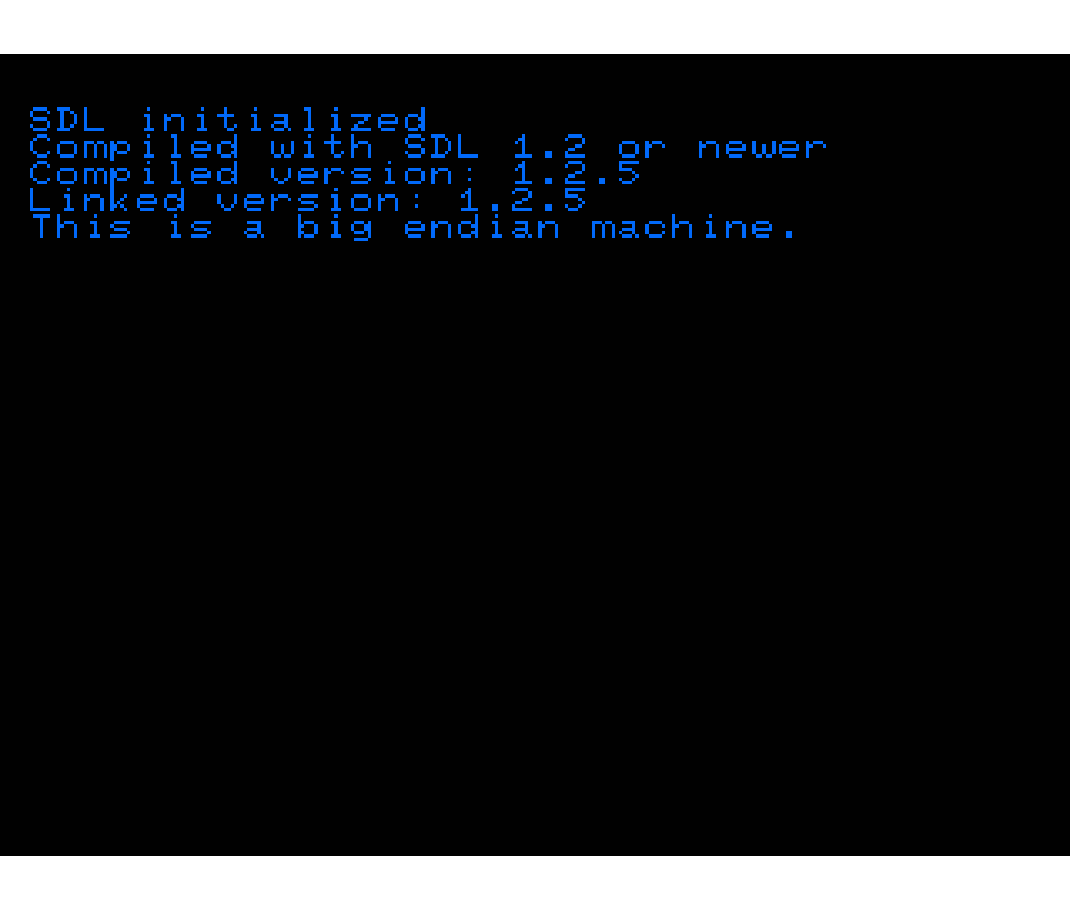 SDL initialized
Compiled with SDL 1.2 or newer
Compiled version: 1.2.5
Linked version: 1.2.5
This is a big endian machine.